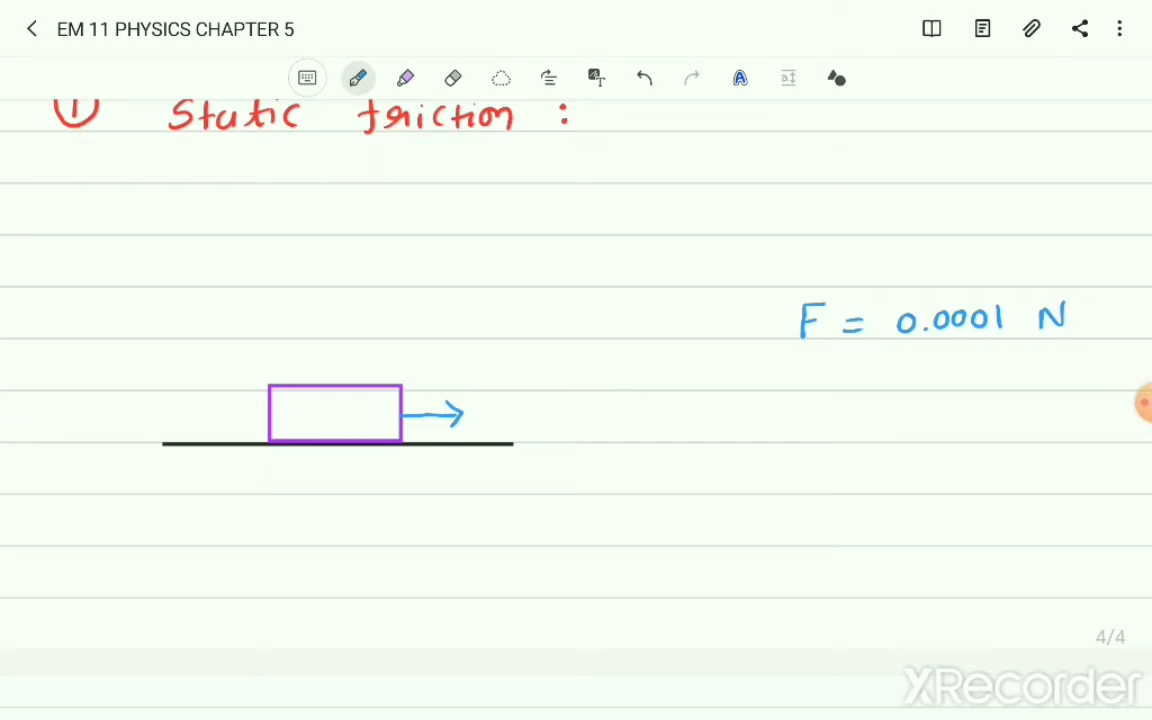 EM 11 PHYSICS CHAPTER 5
① Static friction :
F = 0.0001 N
4/4
XRecorder